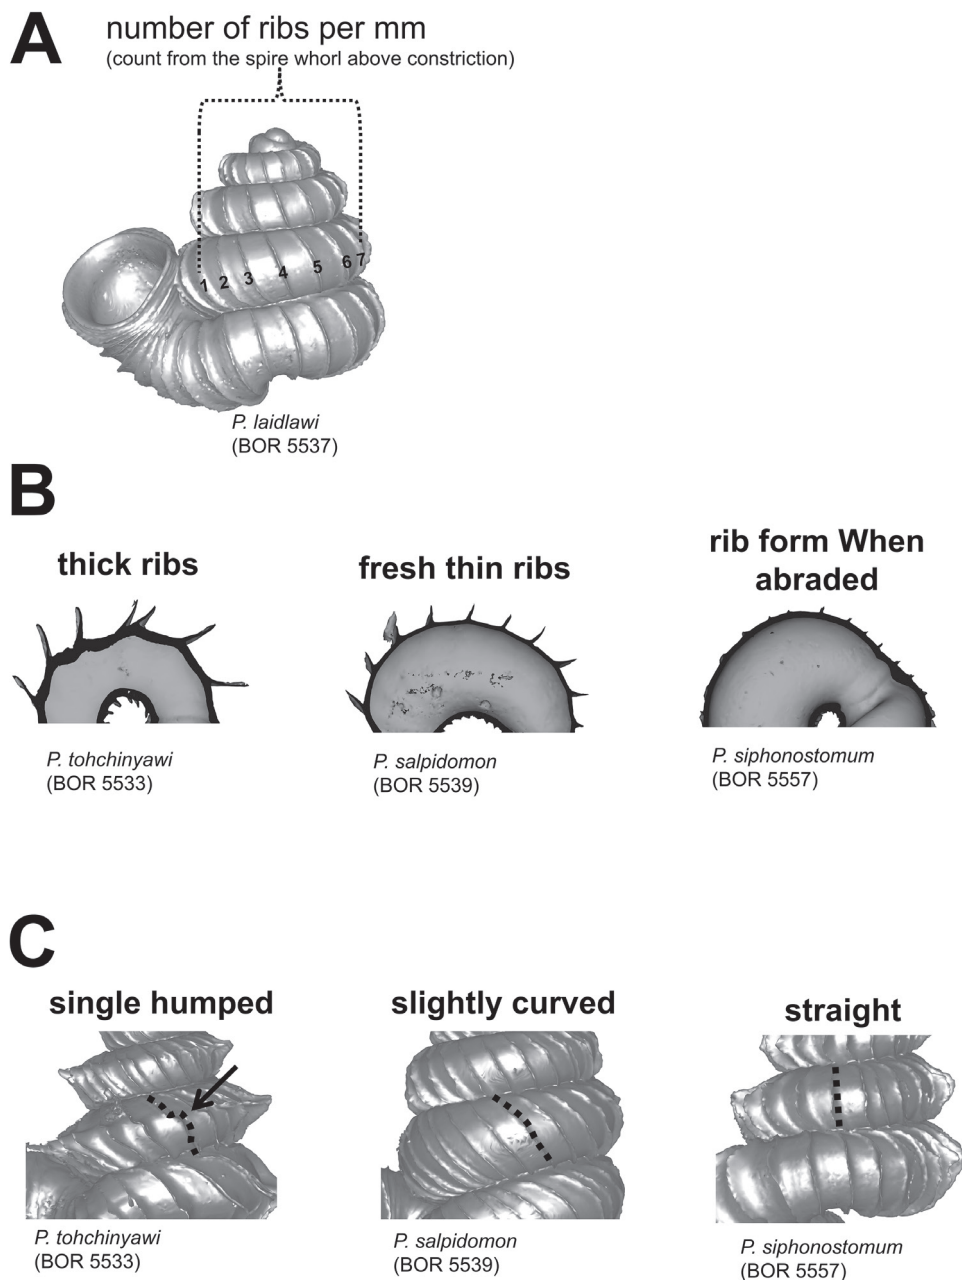 A
number of ribs per mm
(count from the spire whorl above constriction)
1 2 3 4 5 6 7
P. laidlawi
(BOR 5537)
B
thick ribs
fresh thin ribs
rib form When
abraded
P. tohchinyawi
(BOR 5533)
P. salpidomon
(BOR 5539)
P. siphonostomum
(BOR 5557)
C
single humped
slightly curved
straight
P. tohchinyawi
(BOR 5533)
P. salpidomon
(BOR 5539)
P. siphonostomum
(BOR 5557)